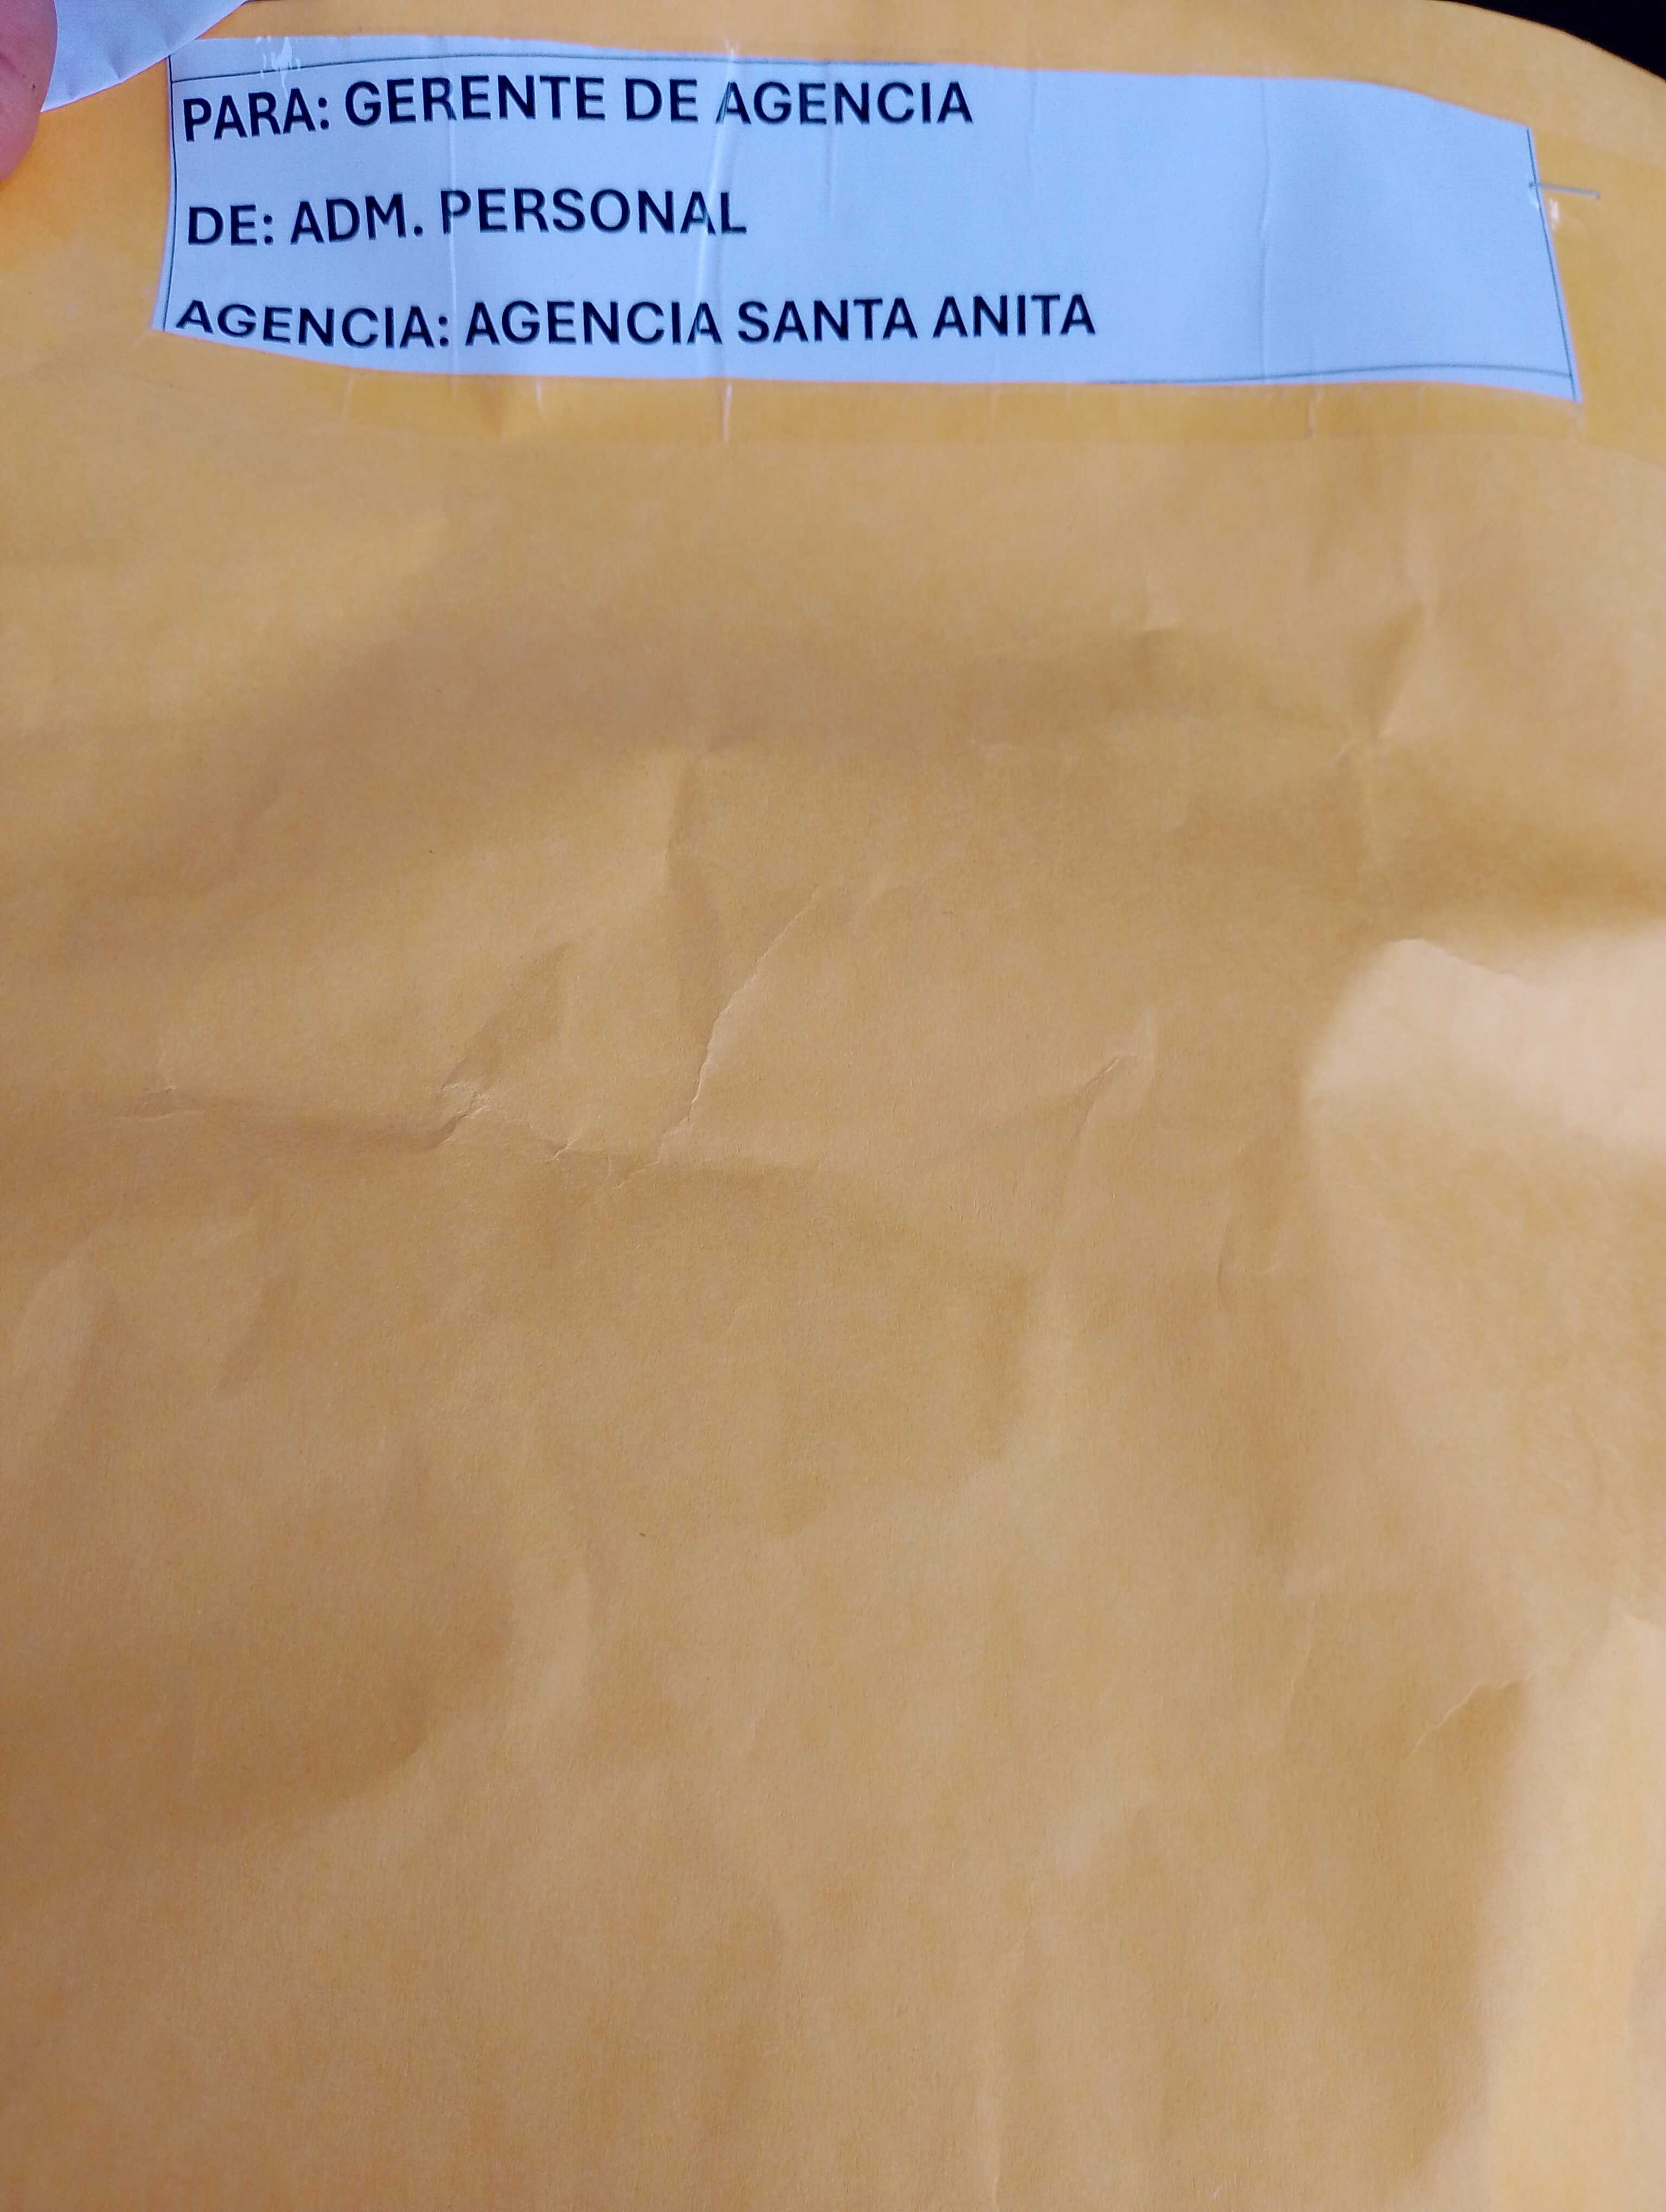 PARA: GERENTE DE AGENCIA
DE: ADM. PERSONAL
AGENCIA: AGENCIA SANTA ANITA